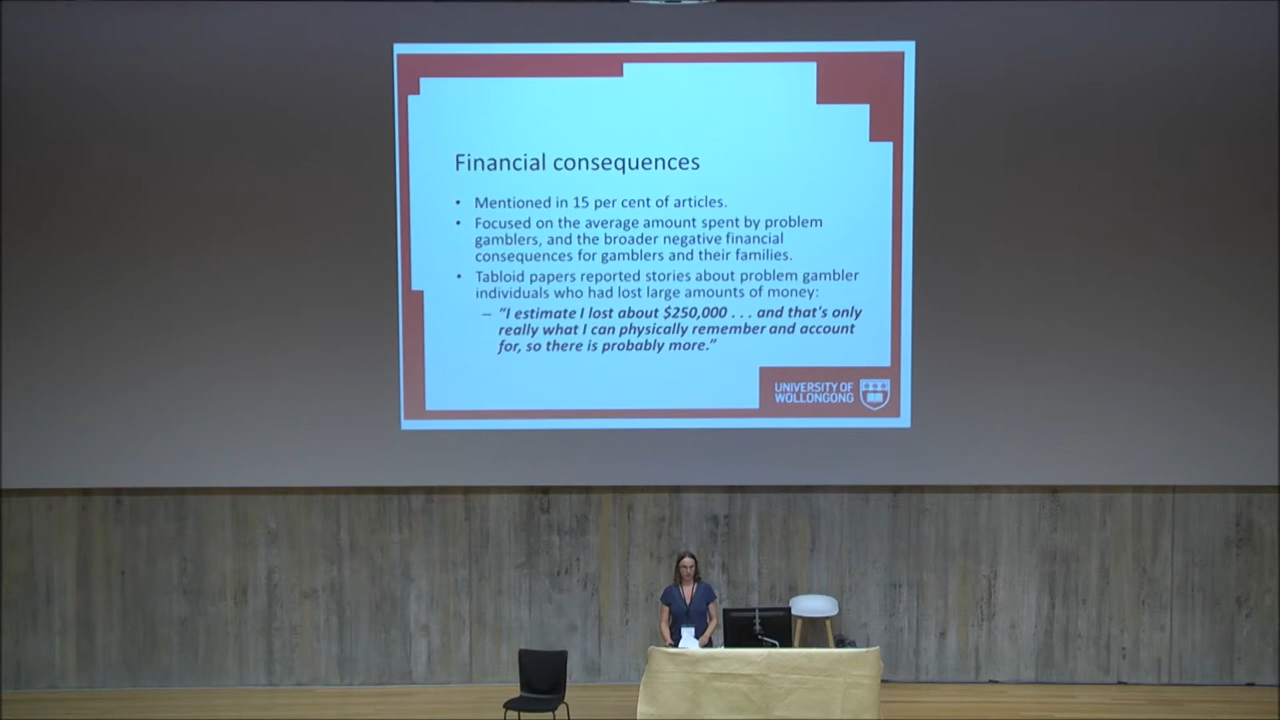 Financial consequences
• Mentioned in 15 per cent of articles.
• Focused on the average amount spent by problem
gamblers, and the broader negative financial
consequences for gamblers and their families.
• Tabloid papers reported stories about problem gambler
individuals who had lost large amounts of money:
– “I estimate I lost about $250,000 . . . and that's only
really what I can physically remember and account
for, so there is probably more.”
UNIVERSITY OF
WOLLONGONG